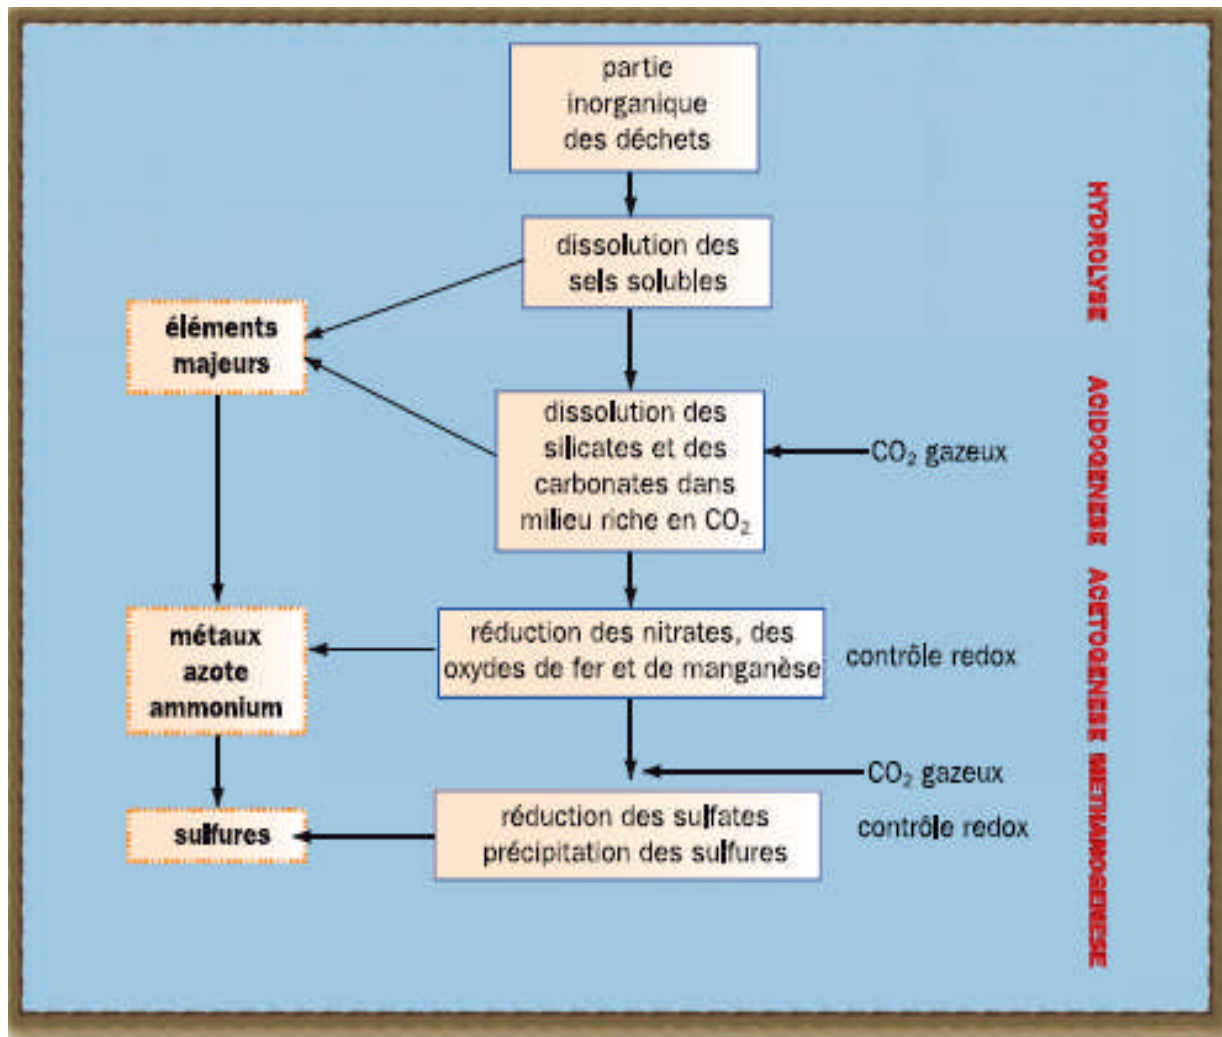 partie
inorganique
des déchets
dissolution des
sels solubles
éléments
majeurs
dissolution des
silicates et des
carbonates dans
milieu riche en CO₂
CO₂ gazeux
métaux
azote
ammonium
réduction des nitrates, des
oxydes de fer et de manganèse
contrôle redox
CO₂ gazeux
sulfures
réduction des sulfates
précipitation des sulfures
contrôle redox
HYDROLYSE
ACIDOGENESE
ACETOGENESE
METHANOGENESE